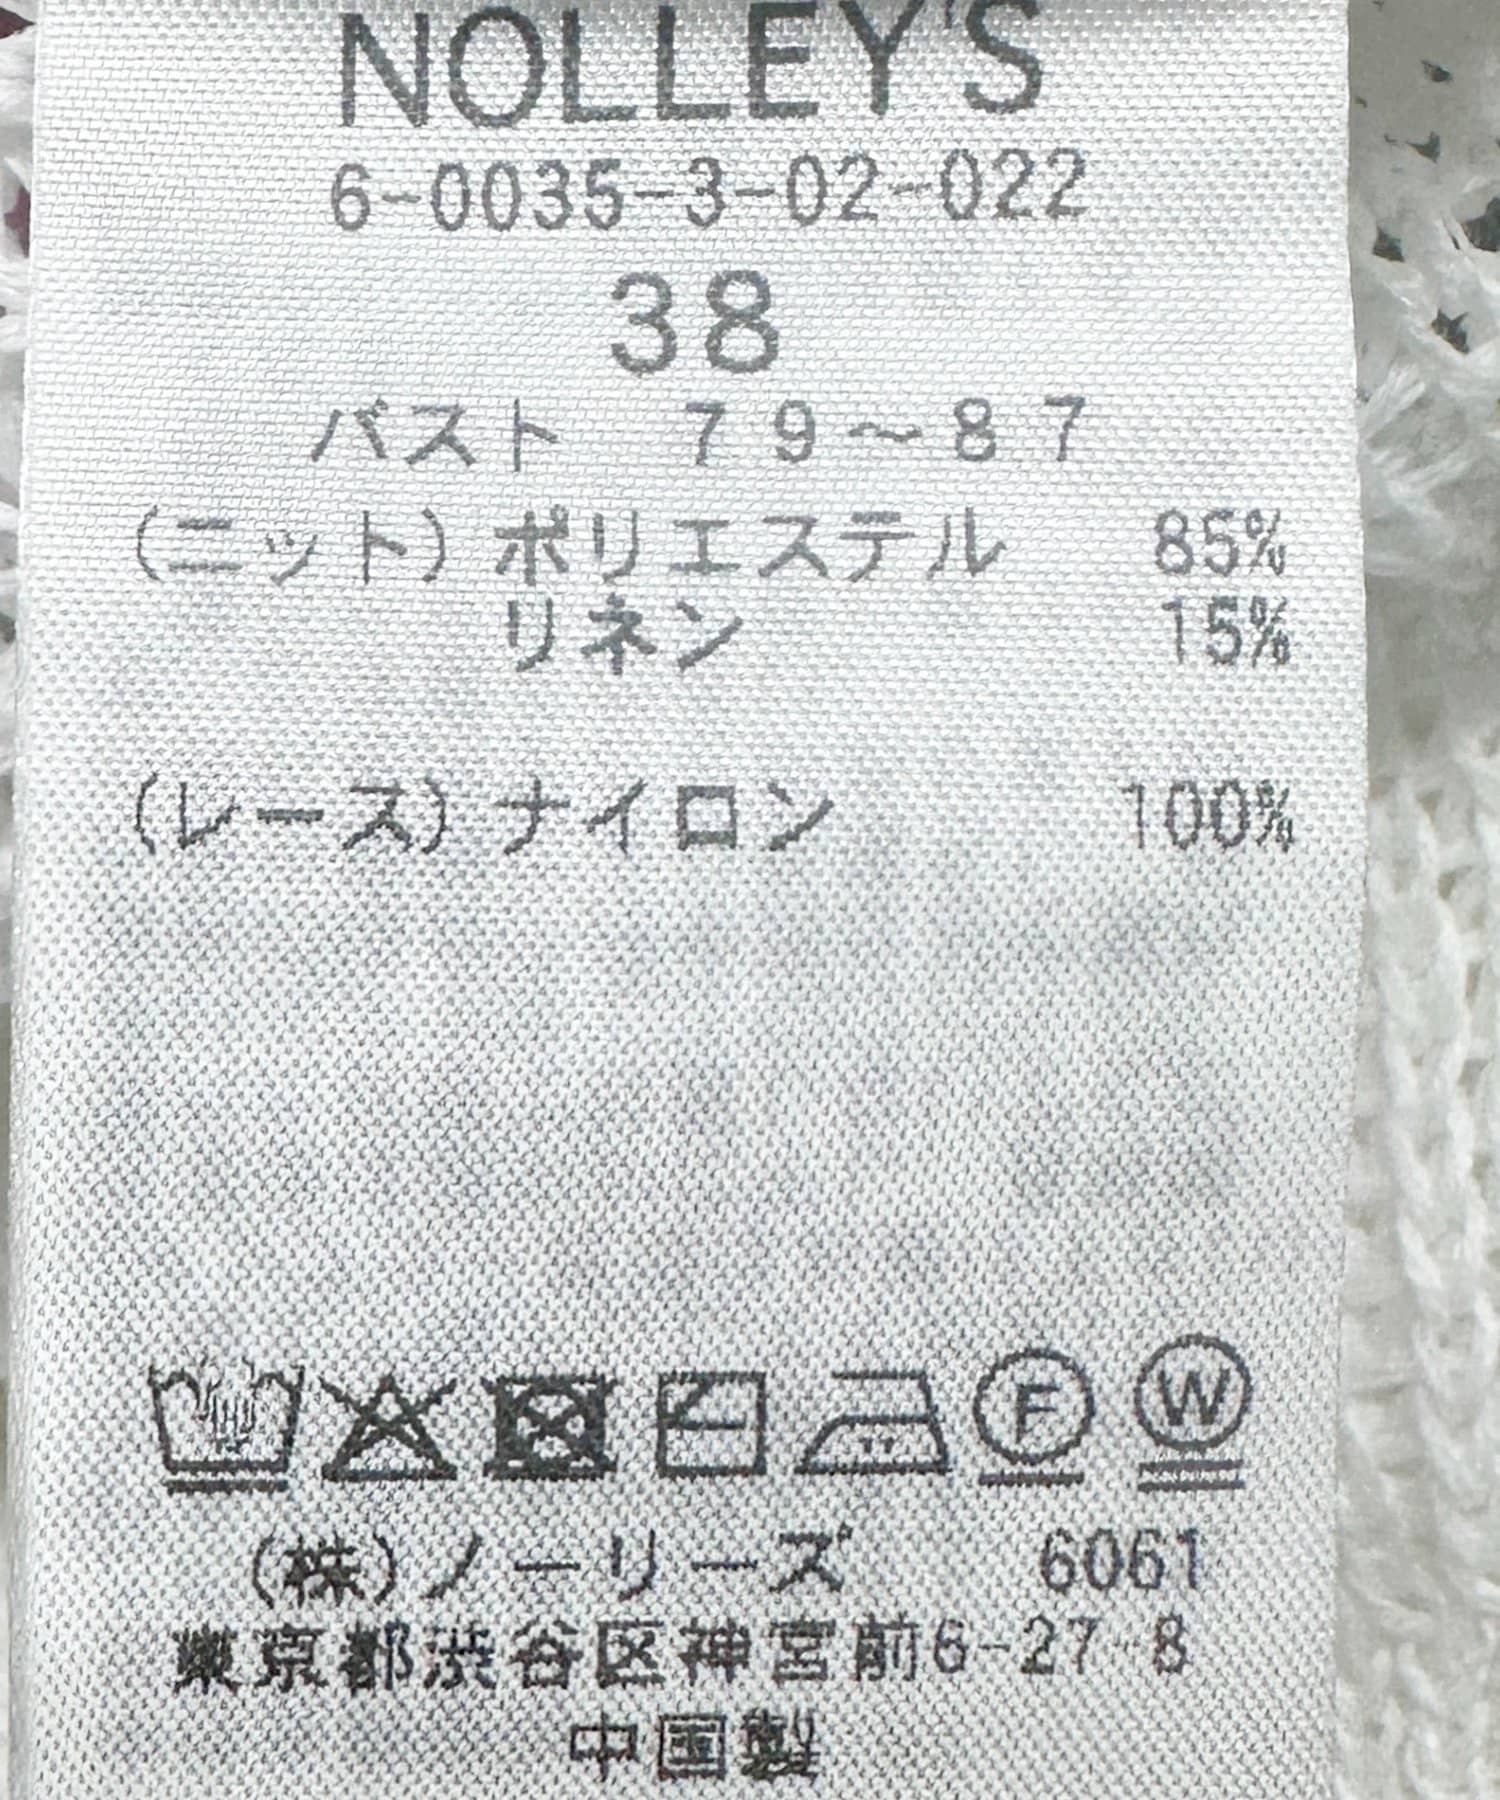 NOLLEY'S
6-0035-3-02-022
38
バスト 79～87
(ニット) ポリエステル 85%
リネン 15%
(レース) ナイロン 100%
F W
(株)ノーリーズ 6061
東京都渋谷区神宮前6-27-8
中国製